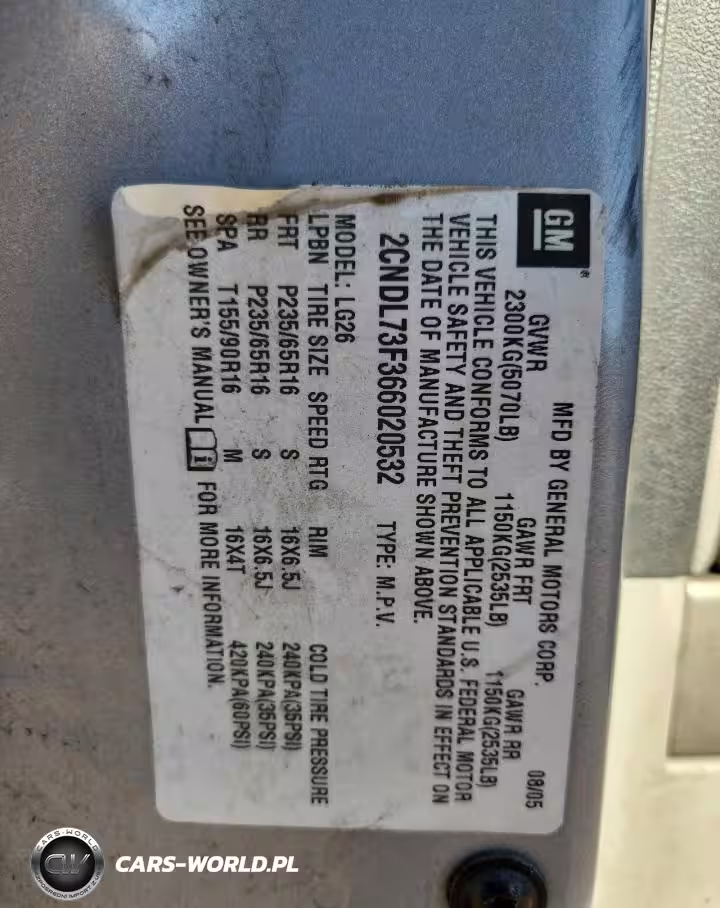 GM®
MFD BY GENERAL MOTORS CORP. 08/05
GVWR GAWR FRT GAWR RR
2300KG(5070LB) 1150KG(2535LB) 1150KG(2535LB)
THIS VEHICLE CONFORMS TO ALL APPLICABLE U.S. FEDERAL MOTOR
VEHICLE SAFETY AND THEFT PREVENTION STANDARDS IN EFFECT ON
THE DATE OF MANUFACTURE SHOWN ABOVE.
2CNDL73F366020532 TYPE: M.P.V.
MODEL: LG26
LPBN TIRE SIZE SPEED RTG RIM COLD TIRE PRESSURE
FRT P235/65R16 S 16X6.5J 240KPA(35PSI)
RR P235/65R16 S 16X6.5J 240KPA(35PSI)
SPA T155/90R16 M 16X4T 420KPA(60PSI)
SEE OWNER'S MANUAL FOR MORE INFORMATION.
CARS-WORLD
CW
CARS-WORLD.PL